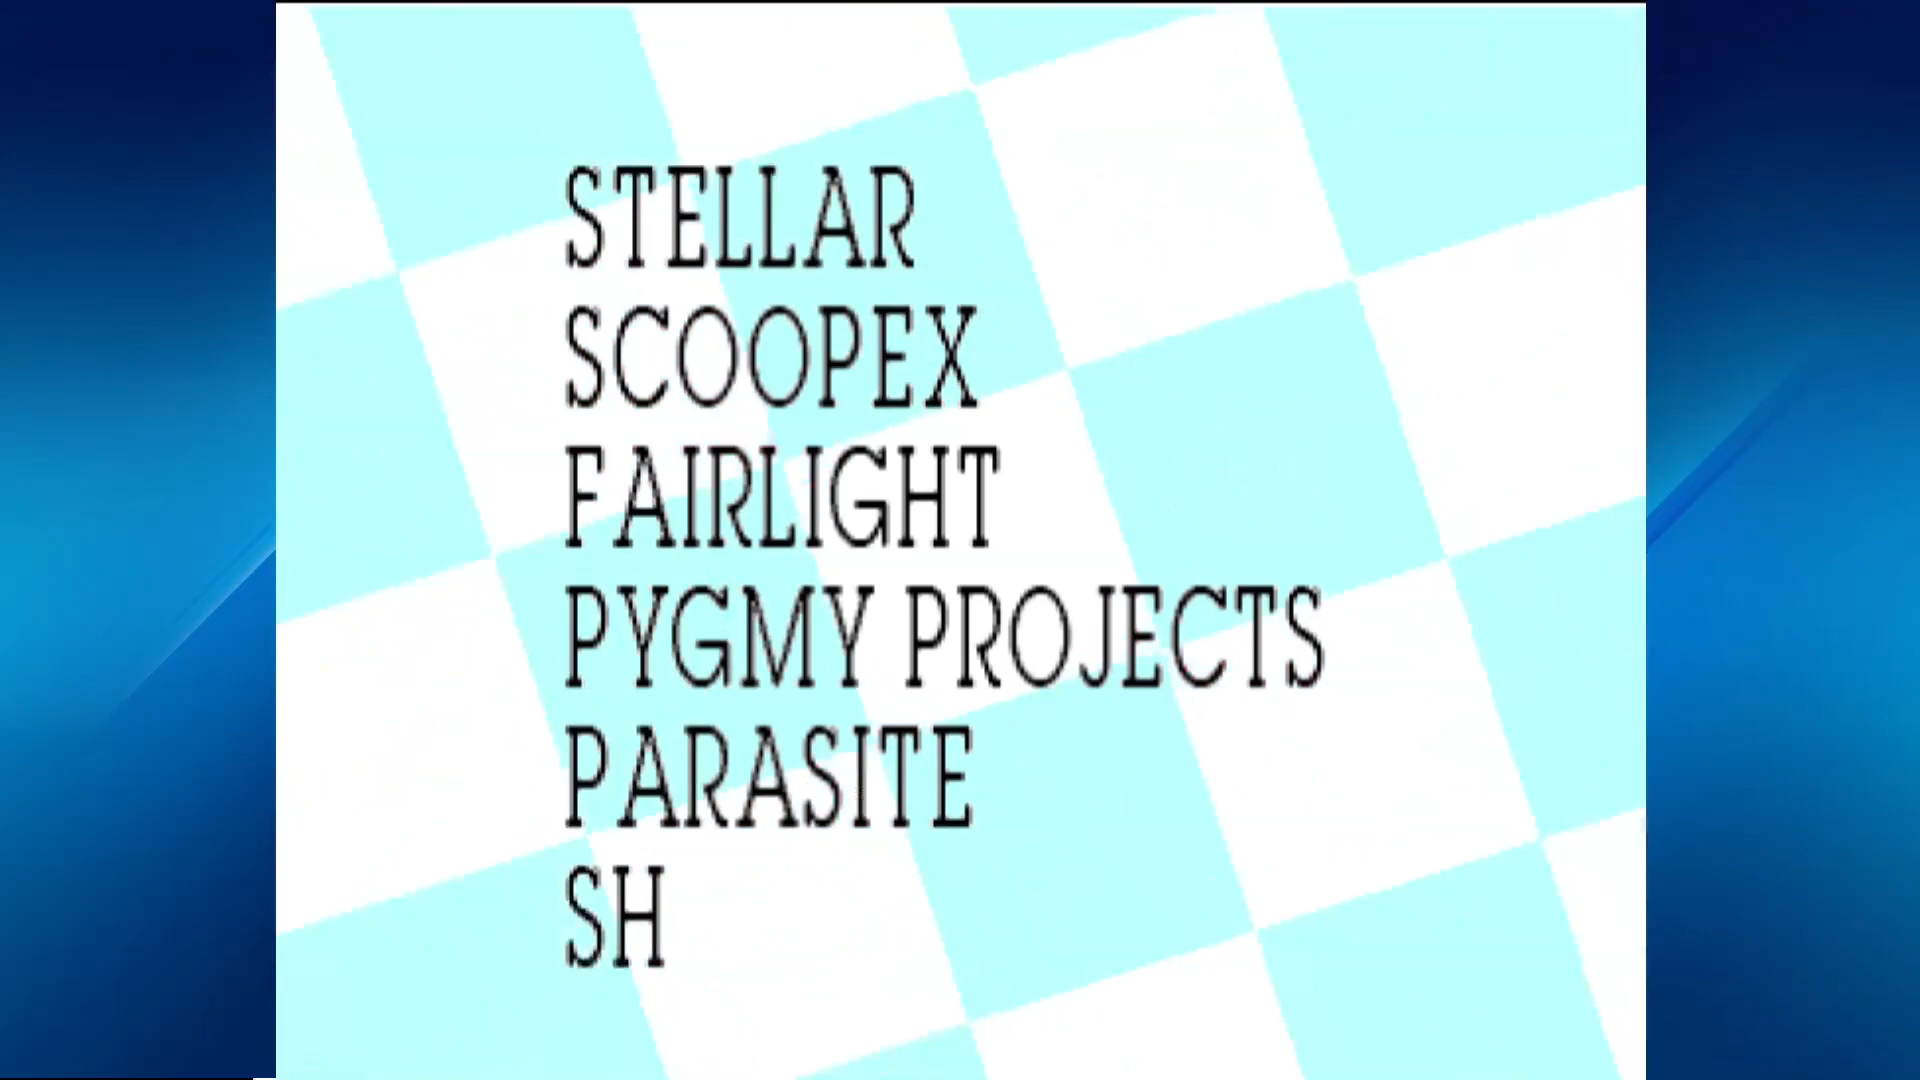 STELLAR
SCOOPEX
FAIRLIGHT
PYGMY PROJECTS
PARASITE
SH